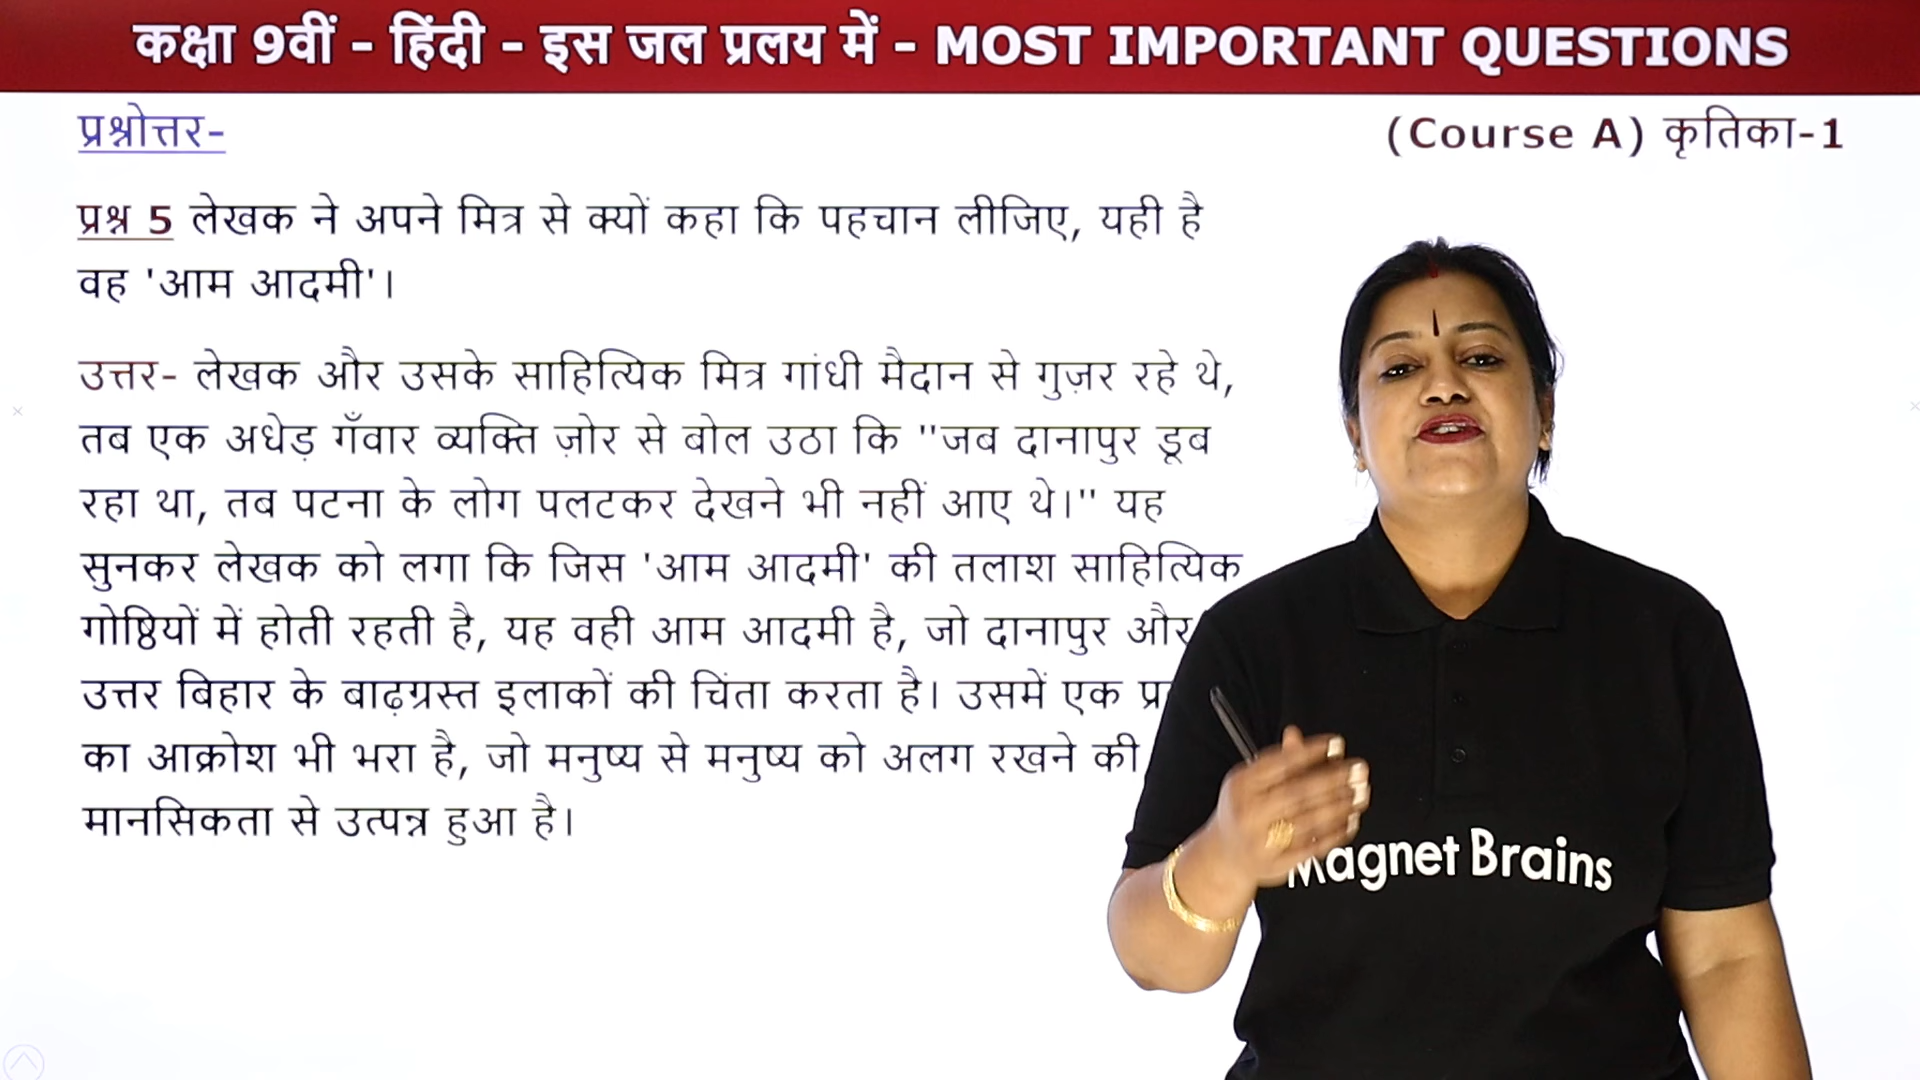 कक्षा 9वीं - हिंदी - इस जल प्रलय में - MOST IMPORTANT QUESTIONS
प्रश्नोत्तर-
(Course A) कृतिका-1
प्रश्न 5 लेखक ने अपने मित्र से क्यों कहा कि पहचान लीजिए, यही है
वह 'आम आदमी'।
उत्तर- लेखक और उसके साहित्यिक मित्र गांधी मैदान से गुज़र रहे थे,
तब एक अधेड़ गँवार व्यक्ति ज़ोर से बोल उठा कि "जब दानापुर डूब
रहा था, तब पटना के लोग पलटकर देखने भी नहीं आए थे।" यह
सुनकर लेखक को लगा कि जिस 'आम आदमी' की तलाश साहित्यिक
गोष्ठियों में होती रहती है, यह वही आम आदमी है, जो दानापुर और
उत्तर बिहार के बाढ़ग्रस्त इलाकों की चिंता करता है। उसमें एक
का आक्रोश भी भरा है, जो मनुष्य से मनुष्य को अलग रखने की
मानसिकता से उत्पन्न हुआ है।
Magnet Brains